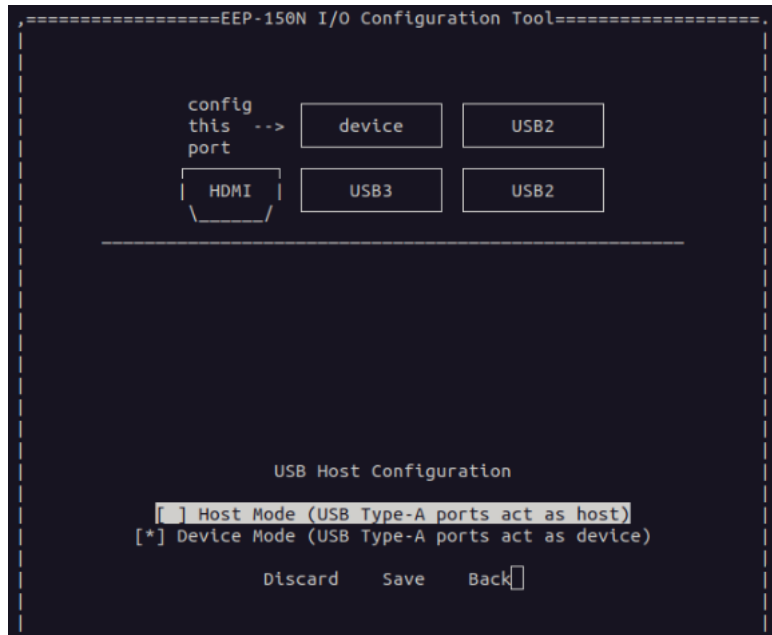 EEP-150N I/O Configuration Tool
config
this --> device USB2
port
HDMI USB3 USB2
USB Host Configuration
[ ] Host Mode (USB Type-A ports act as host)
[*] Device Mode (USB Type-A ports act as device)
Discard Save Back